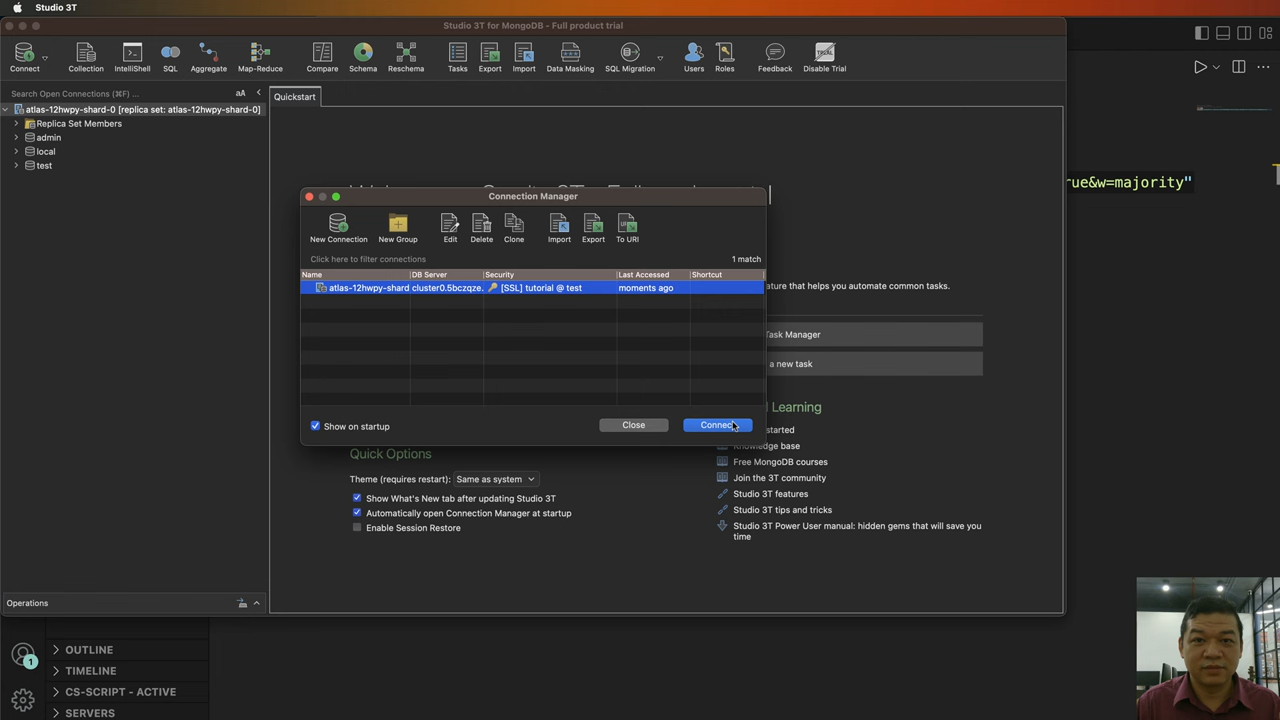 Studio 3T
Studio 3T for MongoDB - Full product trial
Connect
Collection
IntelliShell
SQL
Aggregate
Map-Reduce
Compare
Schema
Reschema
Tasks
Export
Import
Data Masking
SQL Migration
Users
Roles
Feedback
TRIAL
Disable Trial
Search Open Connections (⌘F) ...
aA
Quickstart
atlas-12hwpy-shard-0 [replica set: atlas-12hwpy-shard-0]
Replica Set Members
admin
local
test
rue&w=majority"
Connection Manager
New Connection
New Group
Edit
Delete
Clone
Import
Export
To URI
Click here to filter connections
1 match
Name
DB Server
Security
Last Accessed
Shortcut
atlas-12hwpy-shard cluster0.5bczqze. [SSL] tutorial @ test
moments ago
Show on startup
Close
Connect
ature that helps you automate common tasks.
Task Manager
a new task
Learning
started
Knowledge base
Free MongoDB courses
Join the 3T community
Studio 3T features
Studio 3T tips and tricks
Studio 3T Power User manual: hidden gems that will save you
time
Quick Options
Theme (requires restart):
Same as system
Show What's New tab after updating Studio 3T
Automatically open Connection Manager at startup
Enable Session Restore
Operations
1
OUTLINE
TIMELINE
CS-SCRIPT - ACTIVE
SERVERS